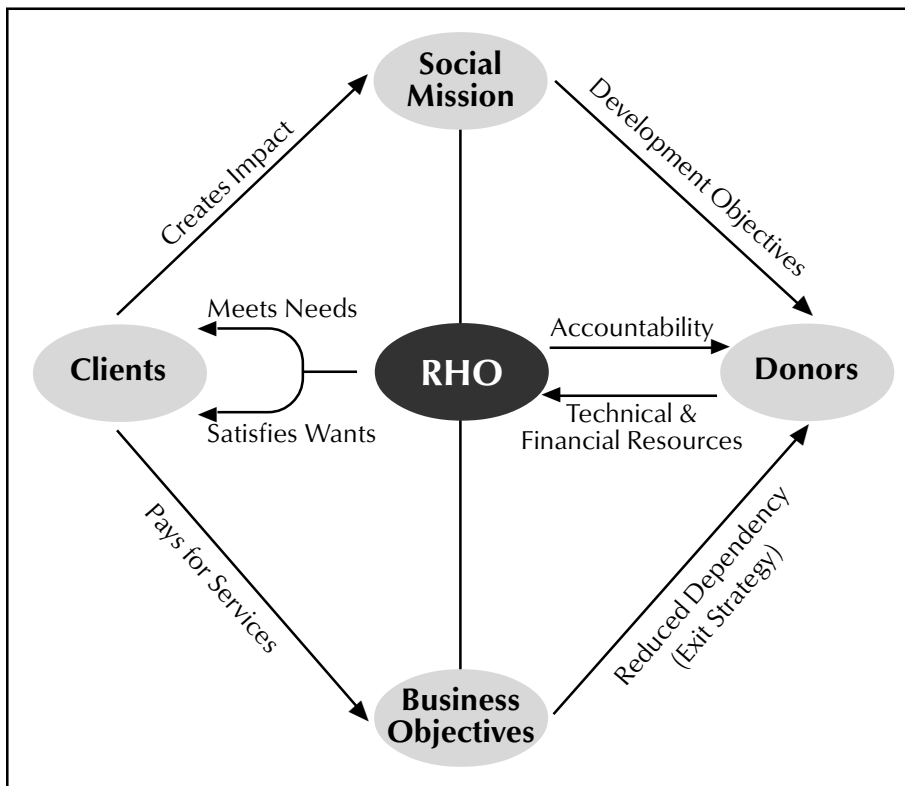 Social
Mission
Creates Impact
Development Objectives
Meets Needs
Accountability
Clients
RHO
Donors
Satisfies Wants
Technical &
Financial Resources
Pays for Services
Reduced Dependency
(Exit Strategy)
Business
Objectives